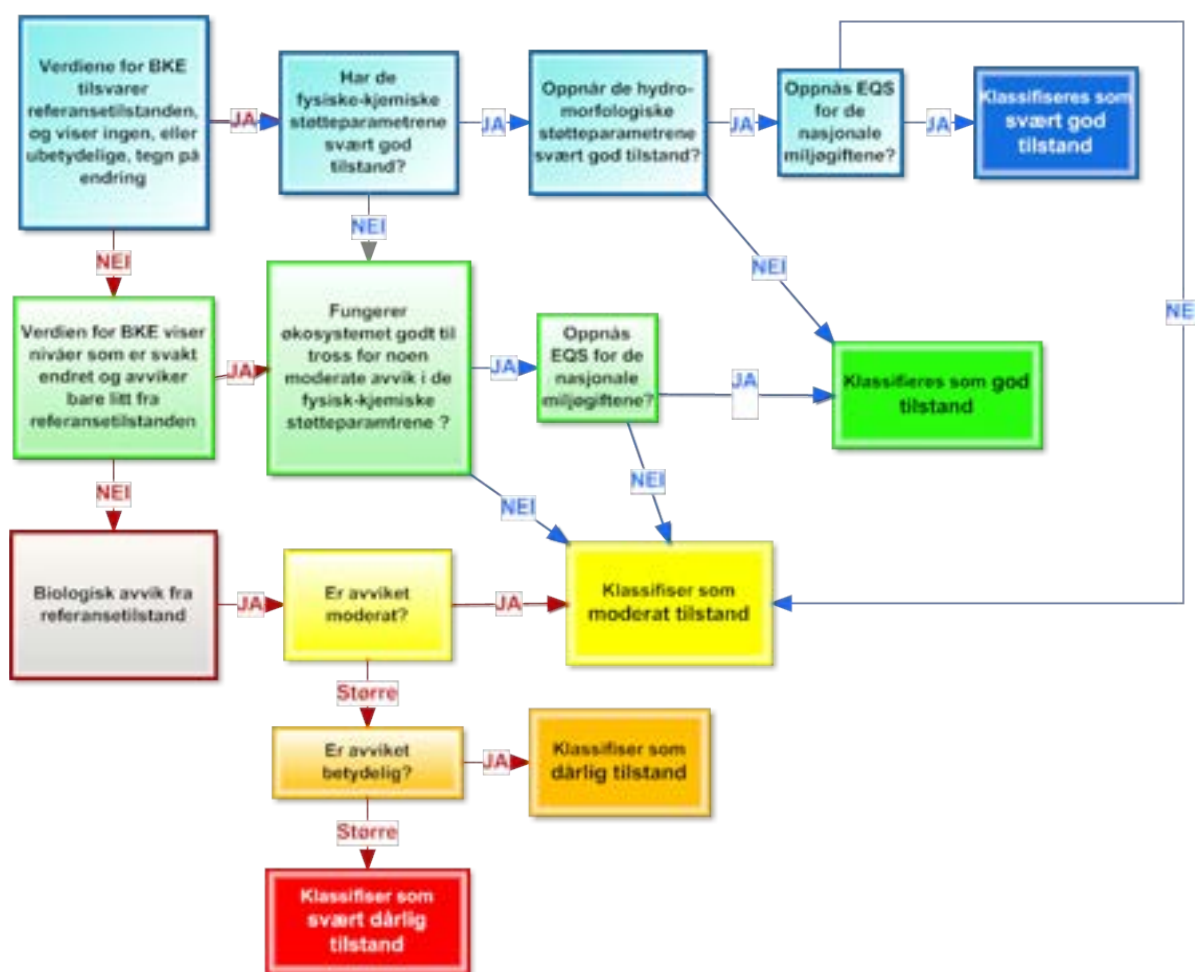 Verdiene for BKE
tilsvarer
referansetilstanden,
og viser ingen, eller
ubetydelige, tegn på
endring
JA
Har de
fysiske-kjemiske
støtteparametrene
svært god
tilstand?
JA
Oppnår de hydro-
morfologiske
støtteparametrene
svært god tilstand?
JA
Oppnås EQS
for de
nasjonale
miljøgiftene?
JA
Klassifiseres som
svært god
tilstand
NEI
NEI
NEI
NE
Verdien for BKE viser
nivåer som er svakt
endret og avviker
bare litt fra
referansetilstanden
JA
Fungerer
økosystemet godt til
tross for noen
moderate avvik i de
fysisk-kjemiske
støtteparamtrene ?
JA
Oppnås
EQS for de
nasjonale
miljøgiftene?
JA
Klassifieres som god
tilstand
NEI
NEI
NEI
Biologisk avvik fra
referansetilstand
JA
Er avviket
moderat?
JA
Klassifiser som
moderat tilstand
Større
Er avviket
betydelig?
JA
Klassifiser som
dårlig tilstand
Større
Klassifiser som
svært dårlig
tilstand